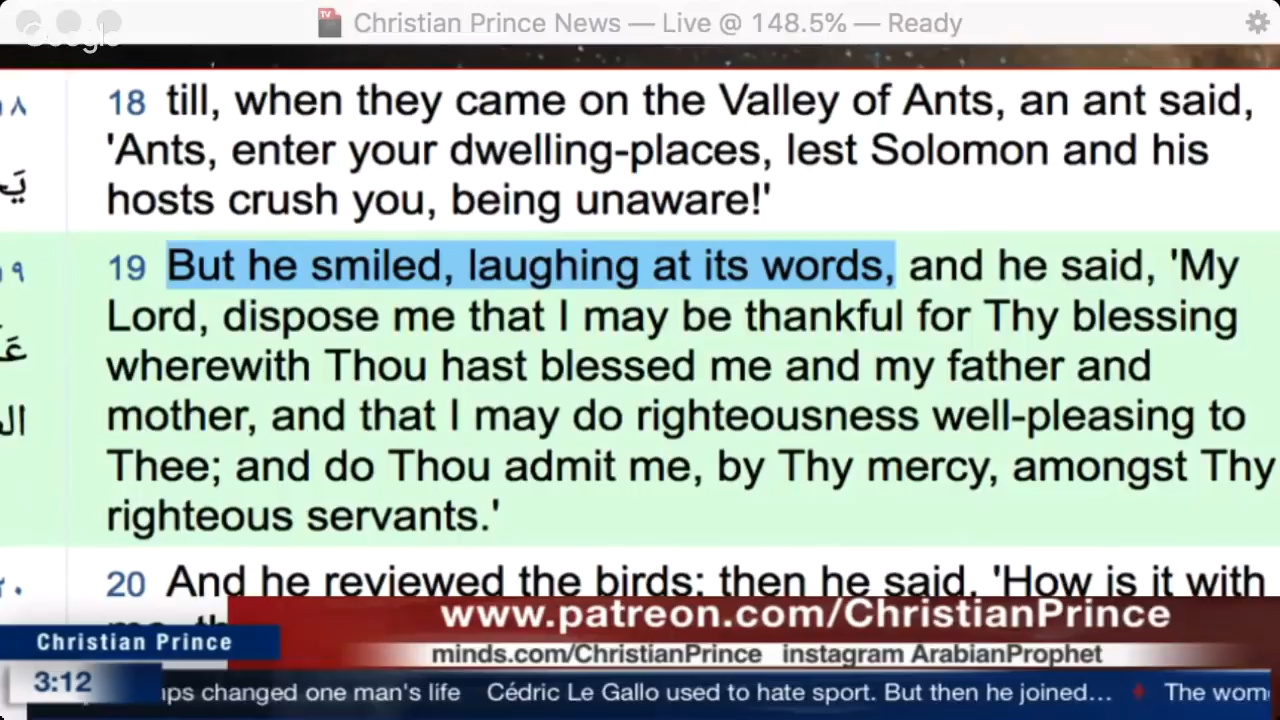 Christian Prince News — Live @ 148.5% — Ready
Google
18 till, when they came on the Valley of Ants, an ant said,
'Ants, enter your dwelling-places, lest Solomon and his
hosts crush you, being unaware!'
19 But he smiled, laughing at its words, and he said, 'My
Lord, dispose me that I may be thankful for Thy blessing
wherewith Thou hast blessed me and my father and
mother, and that I may do righteousness well-pleasing to
Thee; and do Thou admit me, by Thy mercy, amongst Thy
righteous servants.'
20 And he reviewed the birds; then he said, 'How is it with
www.patreon.com/ChristianPrince
Christian Prince
minds.com/ChristianPrince instagram ArabianProphet
3:12
changed one man's life Cédric Le Gallo used to hate sport. But then he joined... The